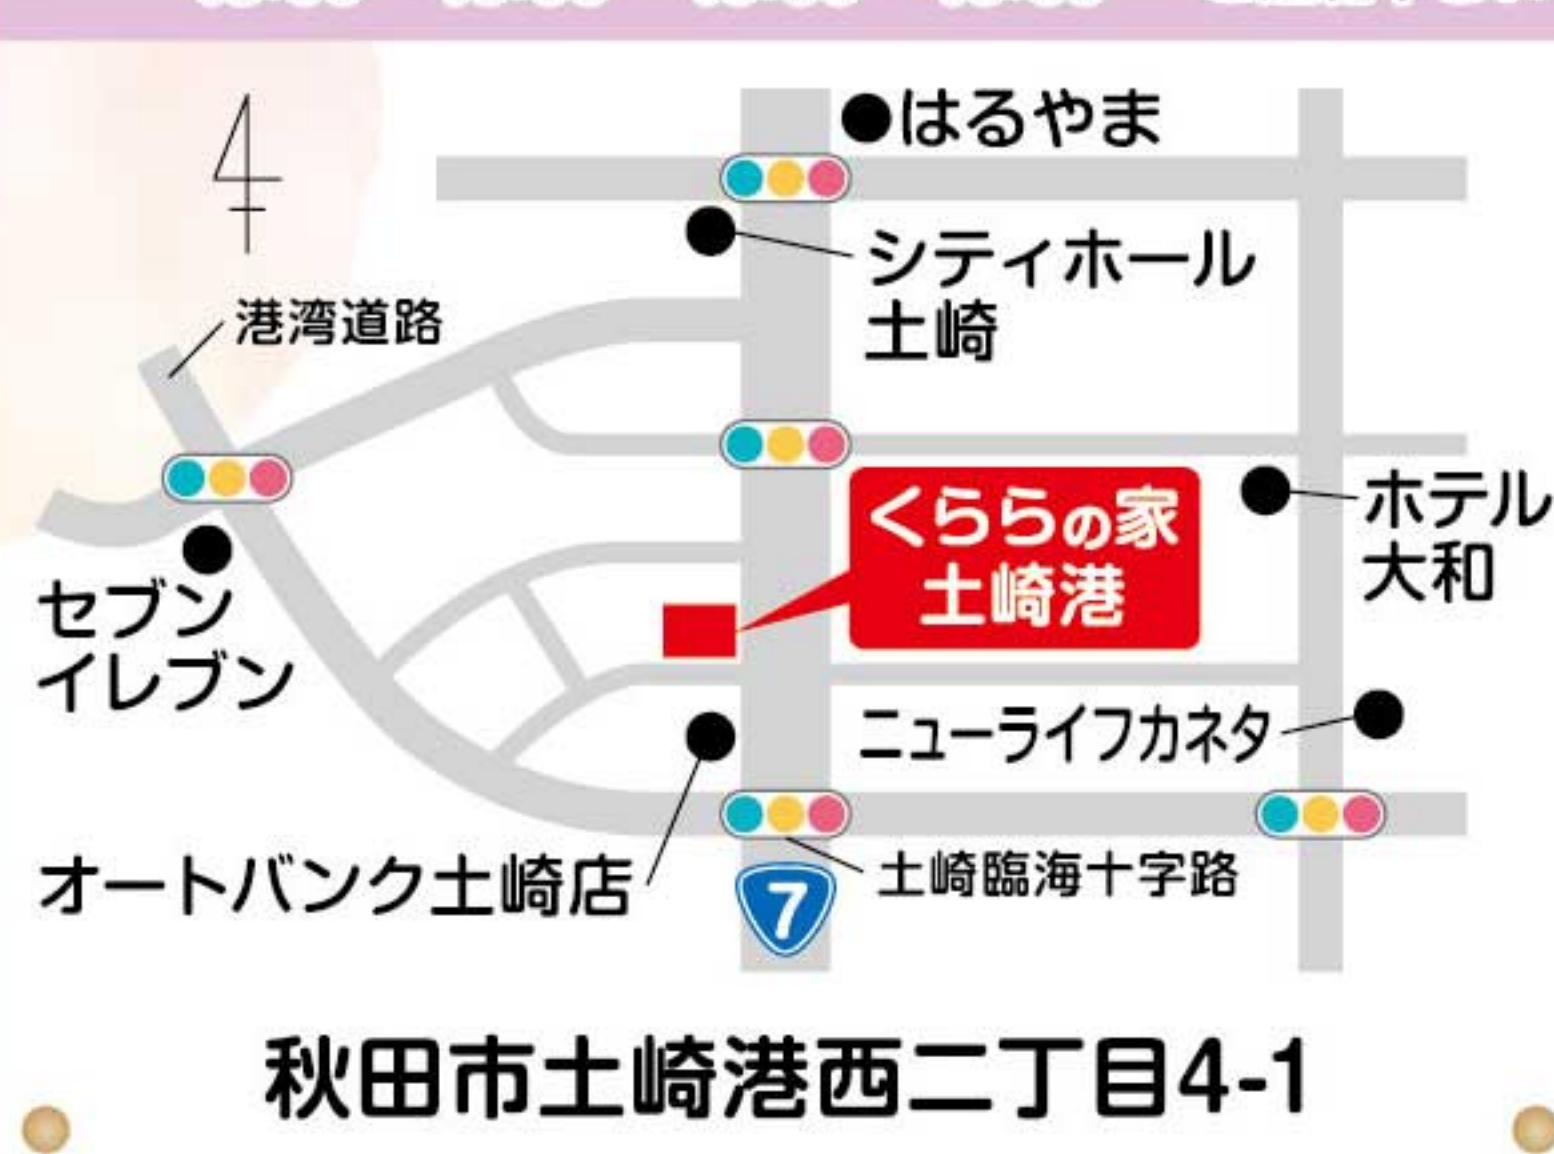 はるやま
シティホール
土崎
港湾道路
くららの家
土崎港
ホテル
大和
セブン
イレブン
ニューライフカネタ
オートバンク土崎店
土崎臨海十字路
7
秋田市土崎港西二丁目4-1